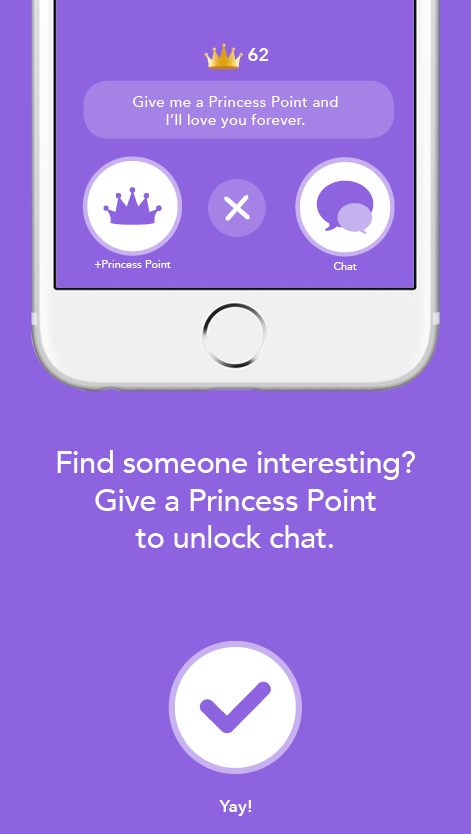 62
Give me a Princess Point and
I'll love you forever.
+Princess Point
Chat
Find someone interesting?
Give a Princess Point
to unlock chat.
Yay!